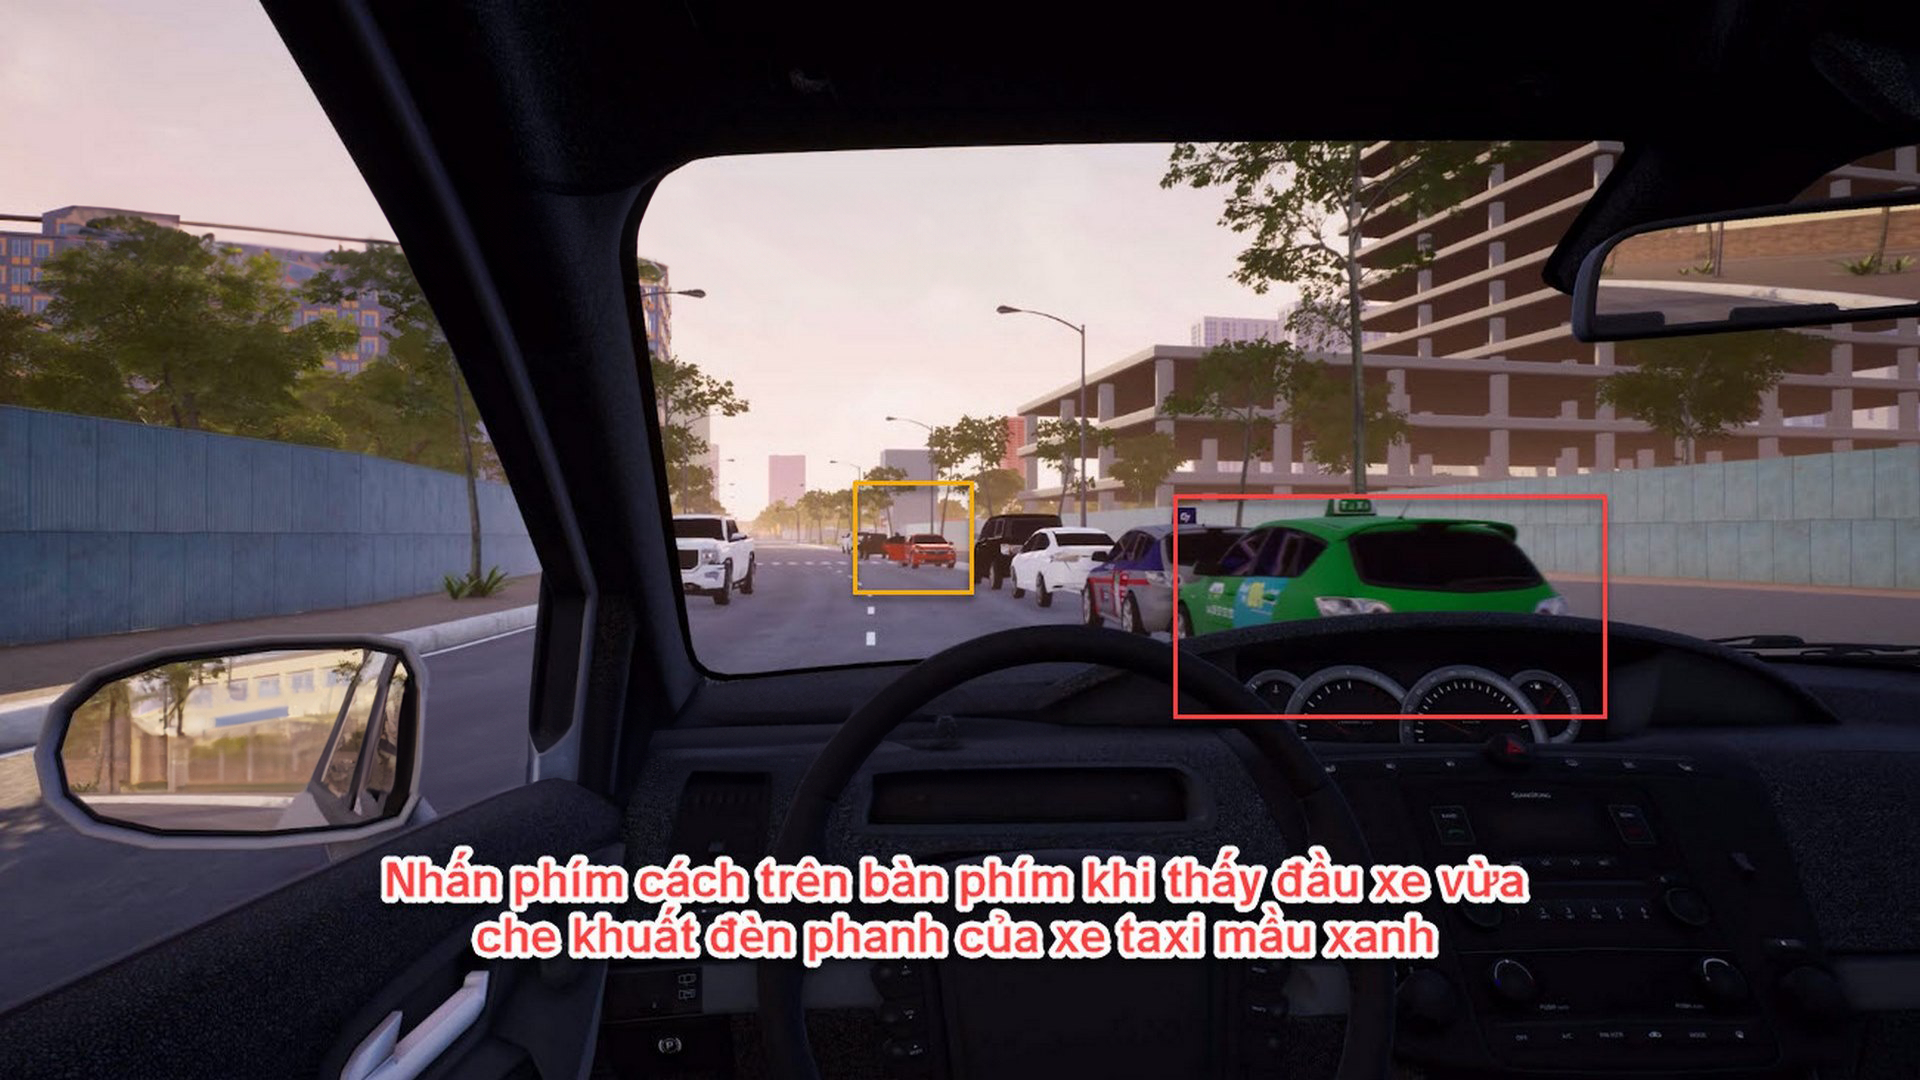 TaXi
Nhấn phím cách trên bàn phím khi thấy đầu xe vừa
che khuất đèn phanh của xe taxi mầu xanh